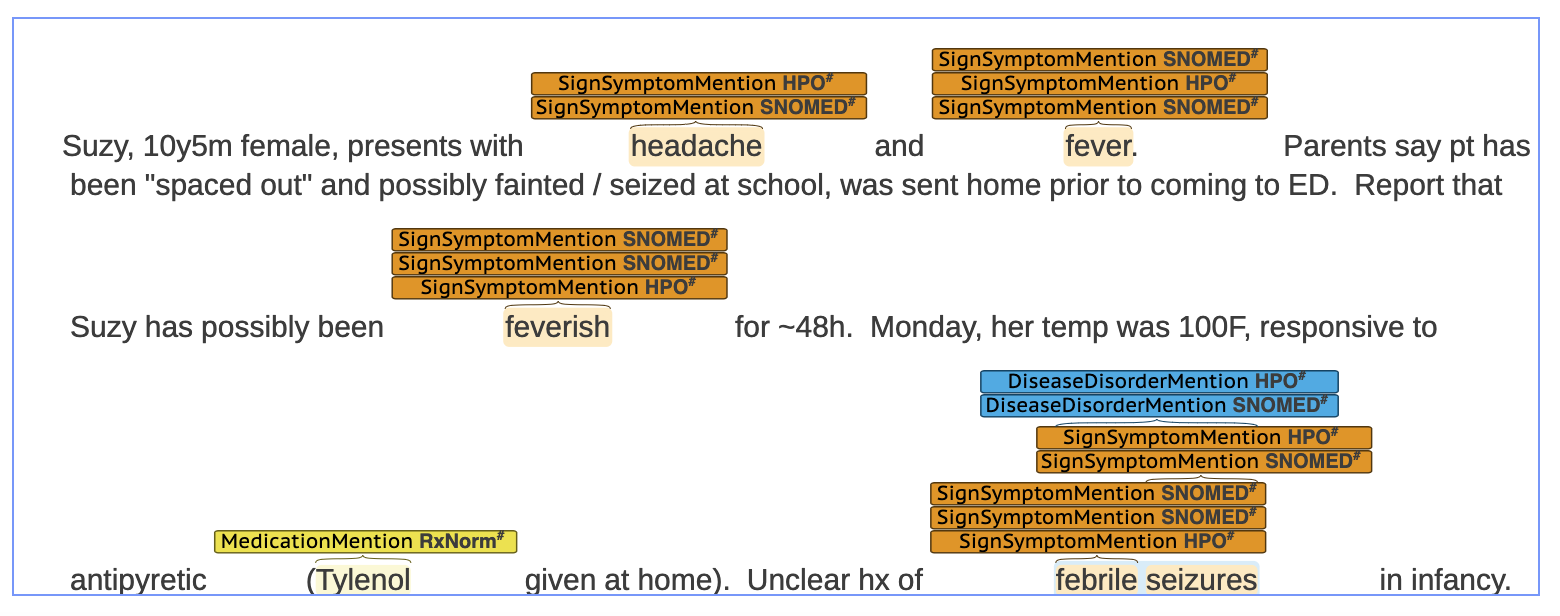 SignSymptomMention SNOMED#
SignSymptomMention HPO# SignSymptomMention HPO#
SignSymptomMention SNOMED# SignSymptomMention SNOMED#
Suzy, 10y5m female, presents with headache and fever. Parents say pt has
been "spaced out" and possibly fainted / seized at school, was sent home prior to coming to ED. Report that
SignSymptomMention SNOMED#
SignSymptomMention SNOMED#
SignSymptomMention HPO#
Suzy has possibly been feverish for ~48h. Monday, her temp was 100F, responsive to
DiseaseDisorderMention HPO#
DiseaseDisorderMention SNOMED#
SignSymptomMention HPO#
SignSymptomMention SNOMED#
SignSymptomMention SNOMED#
SignSymptomMention SNOMED#
MedicationMention RxNorm# SignSymptomMention HPO#
antipyretic (Tylenol given at home). Unclear hx of febrile seizures in infancy.